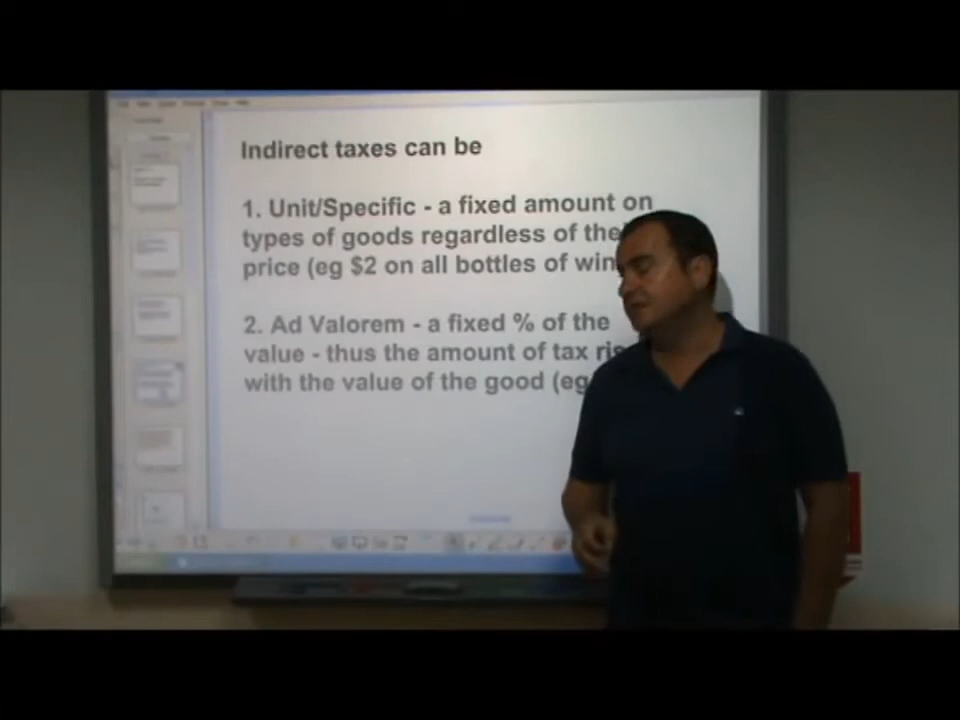 Indirect taxes can be
1. Unit/Specific - a fixed amount on
types of goods regardless of the
price (eg $2 on all bottles of win
2. Ad Valorem - a fixed % of the
value - thus the amount of tax ris
with the value of the good (eg